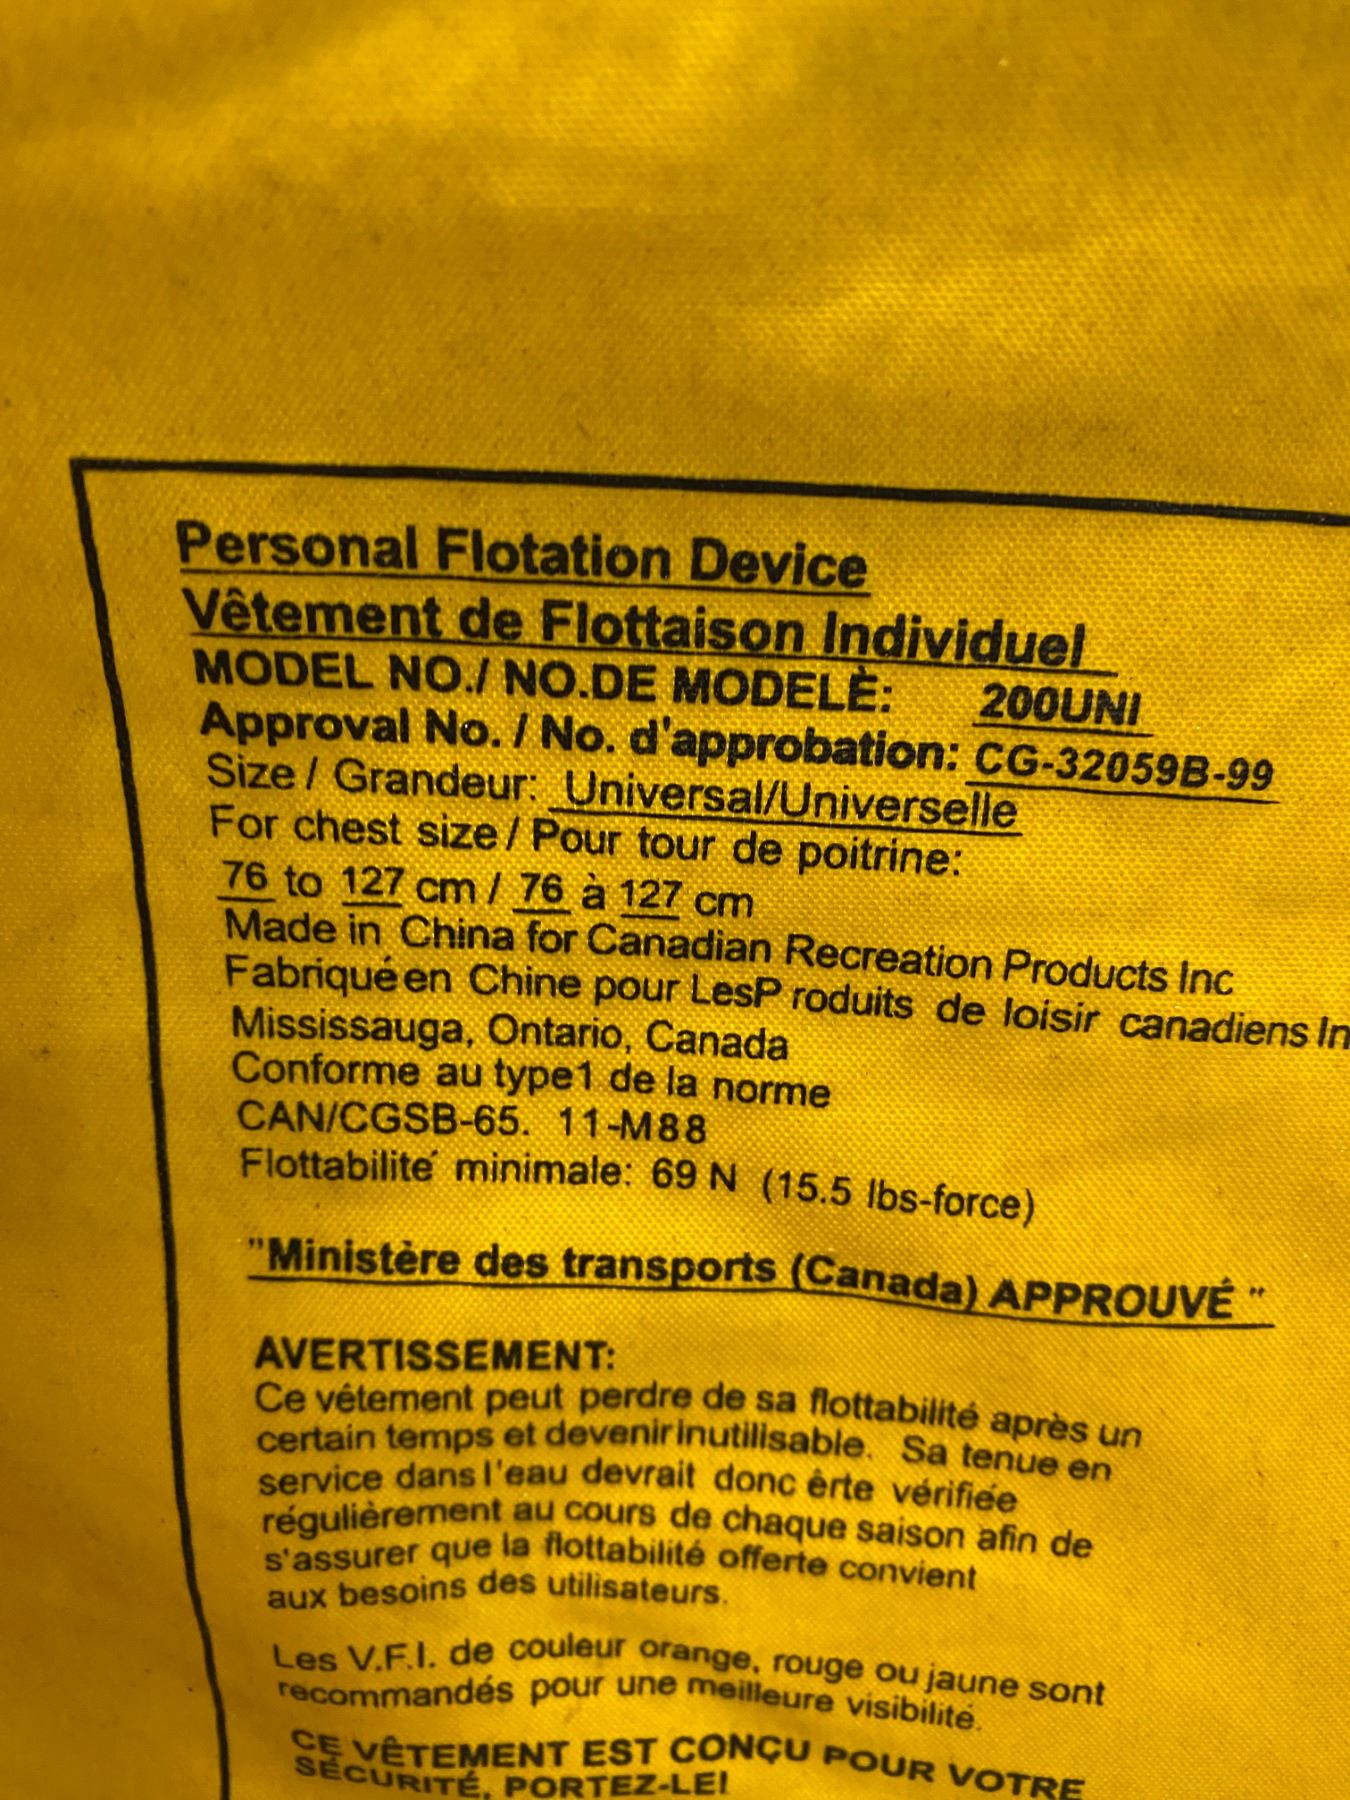 Personal Flotation Device
Vêtement de Flottaison Individuel
MODEL NO./ NO.DE MODELÈ: 200UNI
Approval No. / No. d'approbation: CG-32059B-99
Size / Grandeur: Universal/Universelle
For chest size / Pour tour de poitrine:
76 to 127 cm / 76 à 127 cm
Made in China for Canadian Recreation Products Inc
Fabriqué en Chine pour LesP roduits de loisir canadiens In
Mississauga, Ontario, Canada
Conforme au type1 de la norme
CAN/CGSB-65. 11-M88
Flottabilité minimale: 69 N (15.5 lbs-force)
"Ministère des transports (Canada) APPROUVÉ "
AVERTISSEMENT:
Ce vêtement peut perdre de sa flottabilité après un
certain temps et devenir inutilisable. Sa tenue en
service dans l'eau devrait donc êrte vérifiée
régulièrement au cours de chaque saison afin de
s'assurer que la flottabilité offerte convient
aux besoins des utilisateurs.
Les V.F.I. de couleur orange, rouge ou jaune sont
recommandés pour une meilleure visibilité.
CE VÊTEMENT EST CONÇU POUR VOTRE
SÉCURITÉ, PORTEZ-LE!